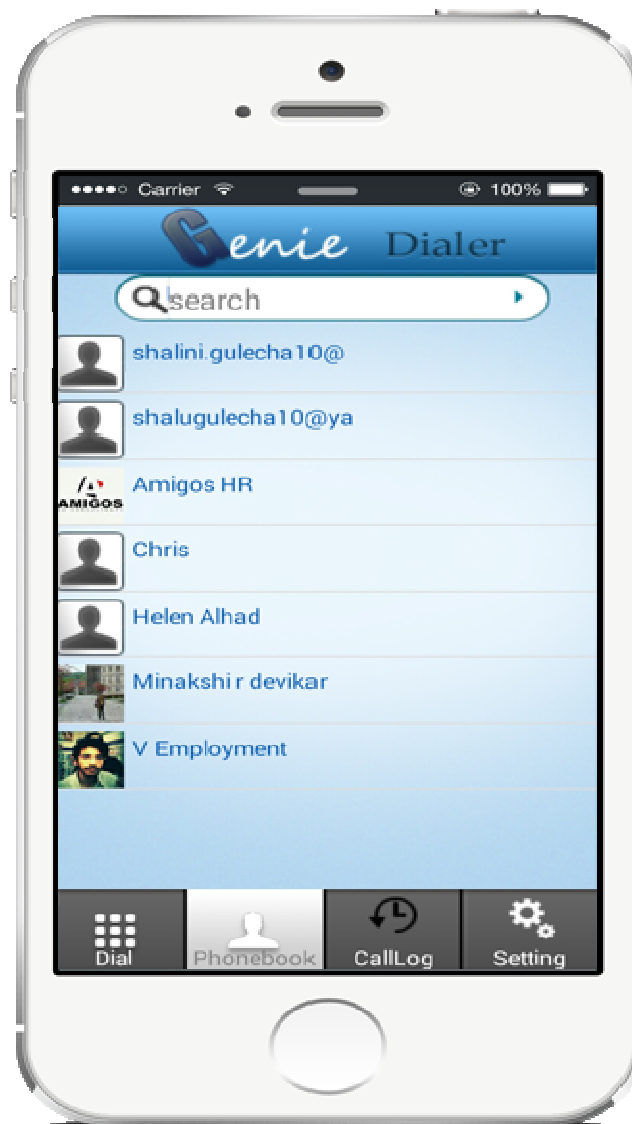 Carrier 100%
Genie Dialer
search
shalini.gulecha10@
shalugulecha10@ya
AMIGOS Amigos HR
Chris
Helen Alhad
Minakshi r devikar
V Employment
Dial Phonebook CallLog Setting